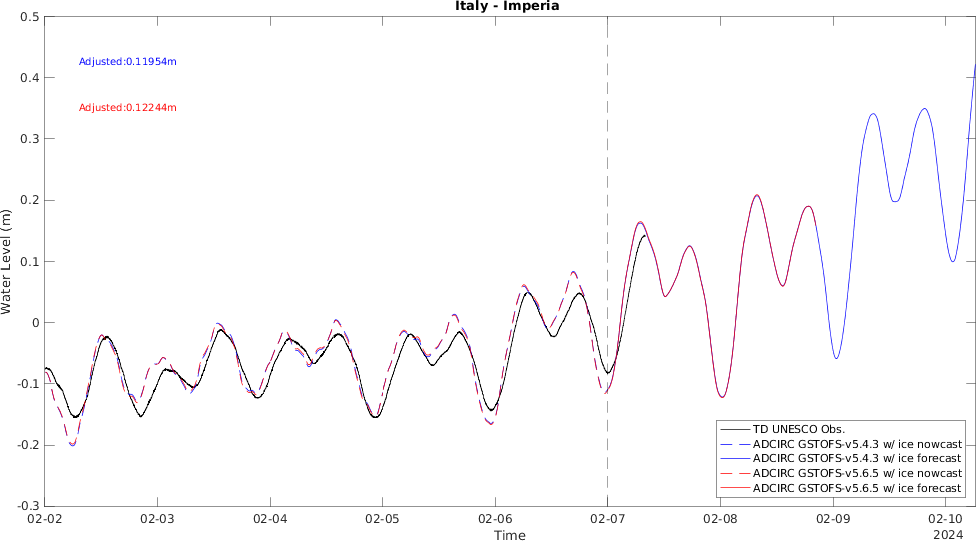 Italy - Imperia
0.5
Adjusted:0.11954m
0.4
Adjusted:0.12244m
0.3
0.2
0.1
0
-0.1
-0.2
-0.3
Water Level (m)
TD UNESCO Obs.
ADCIRC GSTOFS-v5.4.3 w/ ice nowcast
ADCIRC GSTOFS-v5.4.3 w/ ice forecast
ADCIRC GSTOFS-v5.6.5 w/ ice nowcast
ADCIRC GSTOFS-v5.6.5 w/ ice forecast
02-02 02-03 02-04 02-05 02-06 02-07 02-08 02-09 02-10
2024
Time